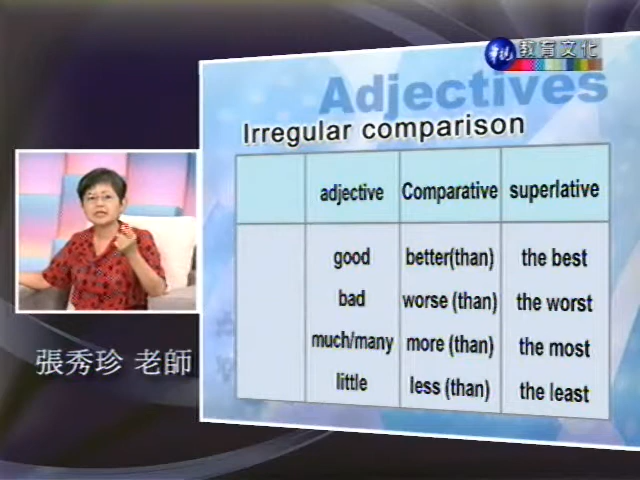 華視 教育文化
Adjectives
Irregular comparison
adjective Comparative superlative
good better(than) the best
bad worse (than) the worst
much/many more (than) the most
little less (than) the least
張秀珍 老師